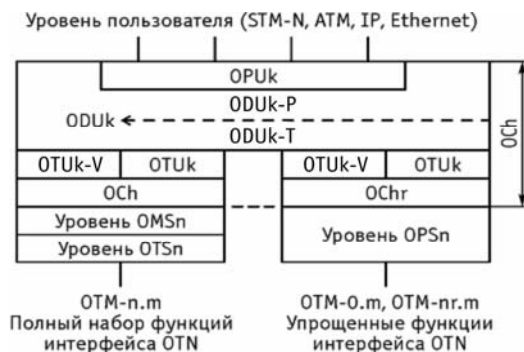 Уровень пользователя (STM-N, ATM, IP, Ethernet)
OPUk
ODUk-P
ODUk
ODUk-T
OCh
OTUk-V OTUk OTUk-V OTUk
OCh OChr
Уровень OMSn
Уровень OTSn
Уровень OPSn
OTM-n.m
Полный набор функций
интерфейса OTN
OTM-0.m, OTM-nr.m
Упрощенные функции
интерфейса OTN